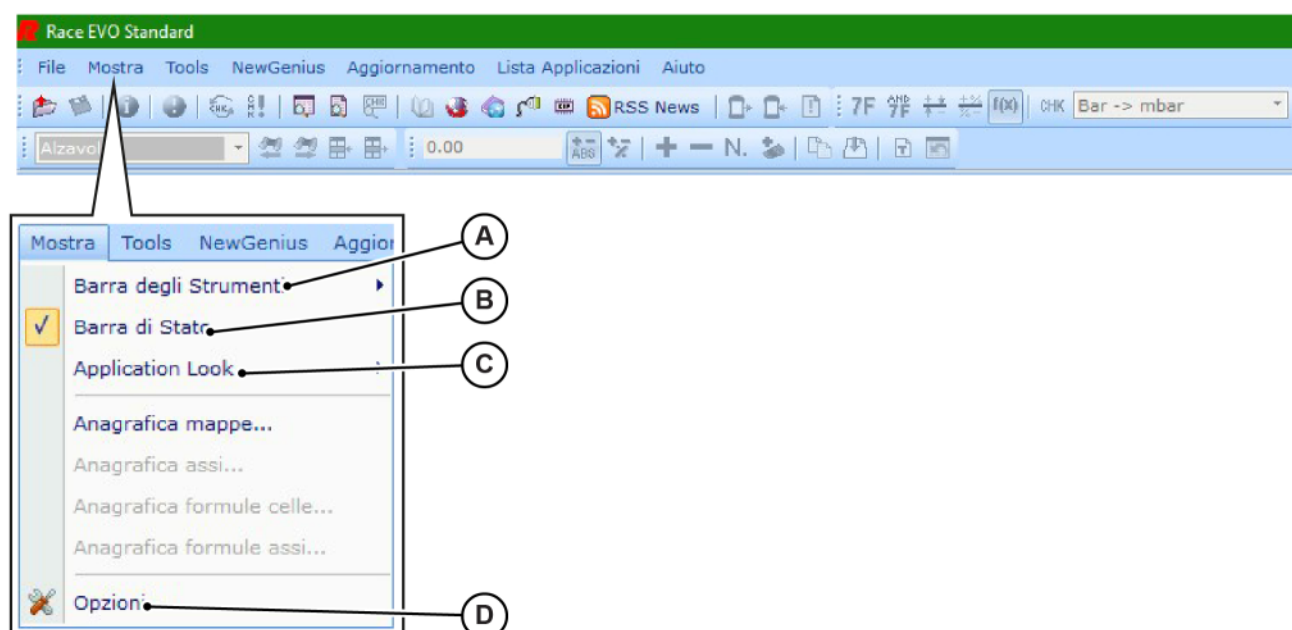 Race EVO Standard
File Mostra Tools NewGenius Aggiornamento Lista Applicazioni Aiuto
RSS News 7F 7F f(x) CHK Bar -> mbar
0.00 ABS N.
Mostra Tools NewGenius Aggior
A
Barra degli Strumenti
B
Barra di Stato
C
Application Look
Anagrafica mappe...
Anagrafica assi...
Anagrafica formule celle...
Anagrafica formule assi...
Opzioni
D